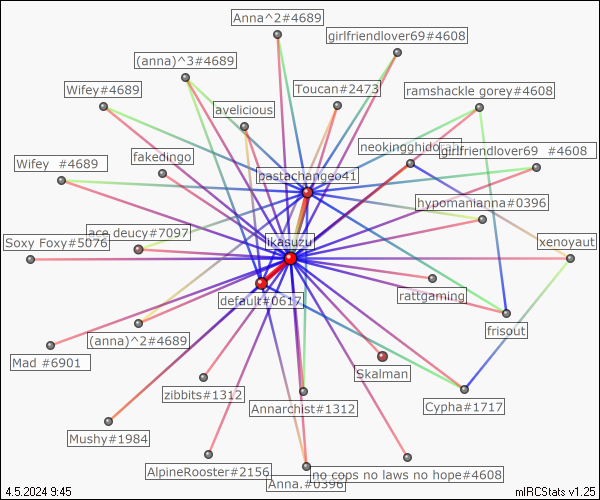 Anna^2#4689
girlfriendlover69#4608
(anna)^3#4689
Toucan#2473
Wifey#4689
ramshackle gorey#4608
avelicious
fakedingo
girlfriendlover69   #4608
Wifey   #4689
pastachangeo41
hyponomianna#0396
ace deucy#7097
Soxy Foxy#5076
likasuzu
xenoyaut
default#0617
rattgaming
frisout
(anna)^2#4689
Mad #6901
Skalman
zibbits#1312
Annarchist#1312
Cypha#1717
Mushy#1984
AlpineRooster#2156
no cops no laws no hope#4608
Anna.#0396
4.5.2024 9:45
mIRCStats v1.25